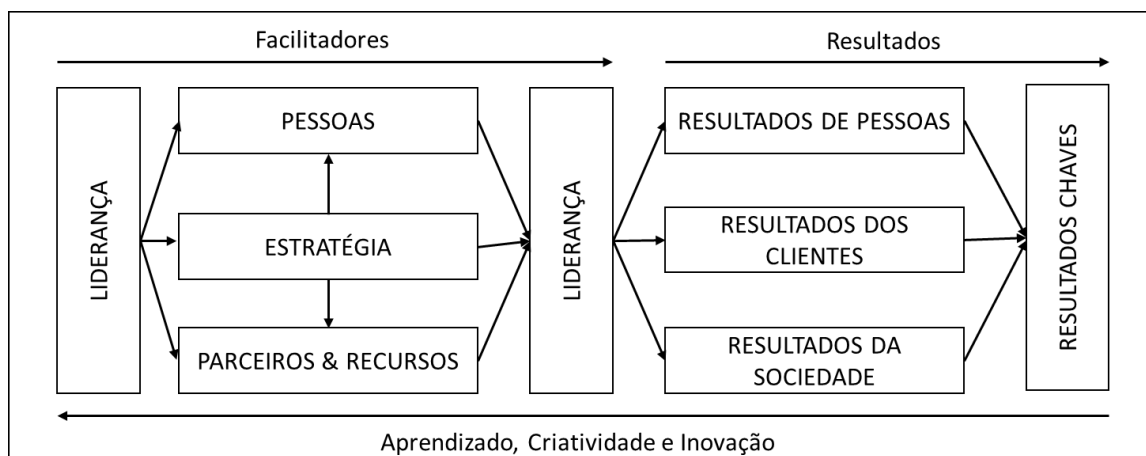 Facilitadores
Resultados
LIDERANÇA
PESSOAS
ESTRATÉGIA
PARCEIROS & RECURSOS
LIDERANÇA
RESULTADOS DE PESSOAS
RESULTADOS DOS
CLIENTES
RESULTADOS DA
SOCIEDADE
RESULTADOS CHAVES
Aprendizado, Criatividade e Inovação